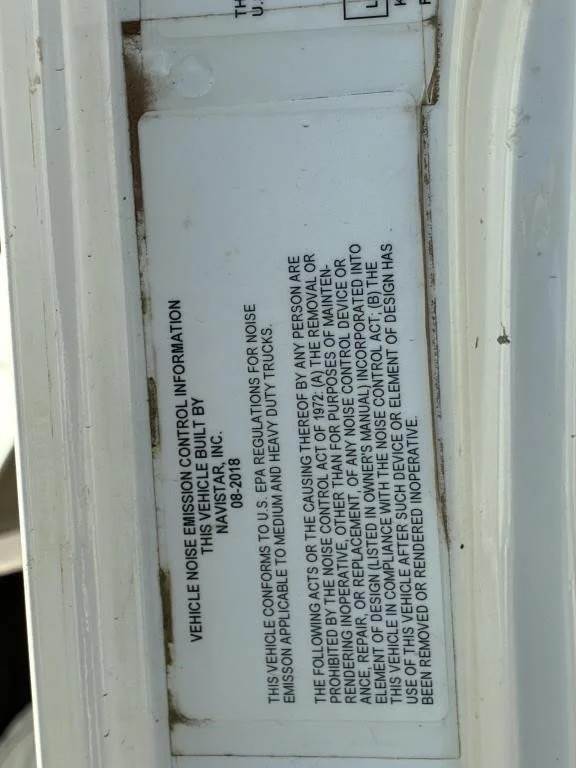 VEHICLE NOISE EMISSION CONTROL INFORMATION
THIS VEHICLE BUILT BY
NAVISTAR, INC.
08-2018
THIS VEHICLE CONFORMS TO U.S. EPA REGULATIONS FOR NOISE
EMISSON APPLICABLE TO MEDIUM AND HEAVY DUTY TRUCKS.
THE FOLLOWING ACTS OR THE CAUSING THEREOF BY ANY PERSON ARE
PROHIBITED BY THE NOISE CONTROL ACT OF 1972: (A) THE REMOVAL OR
RENDERING INOPERATIVE, OTHER THAN FOR PURPOSES OF MAINTEN-
ANCE, REPAIR, OR REPLACEMENT, OF ANY NOISE CONTROL DEVICE OR
ELEMENT OF DESIGN (LISTED IN OWNER'S MANUAL) INCORPORATED INTO
THIS VEHICLE IN COMPLIANCE WITH THE NOISE CONTROL ACT; (B) THE
USE OF THIS VEHICLE AFTER SUCH DEVICE OR ELEMENT OF DESIGN HAS
BEEN REMOVED OR RENDERED INOPERATIVE.
TH
U.